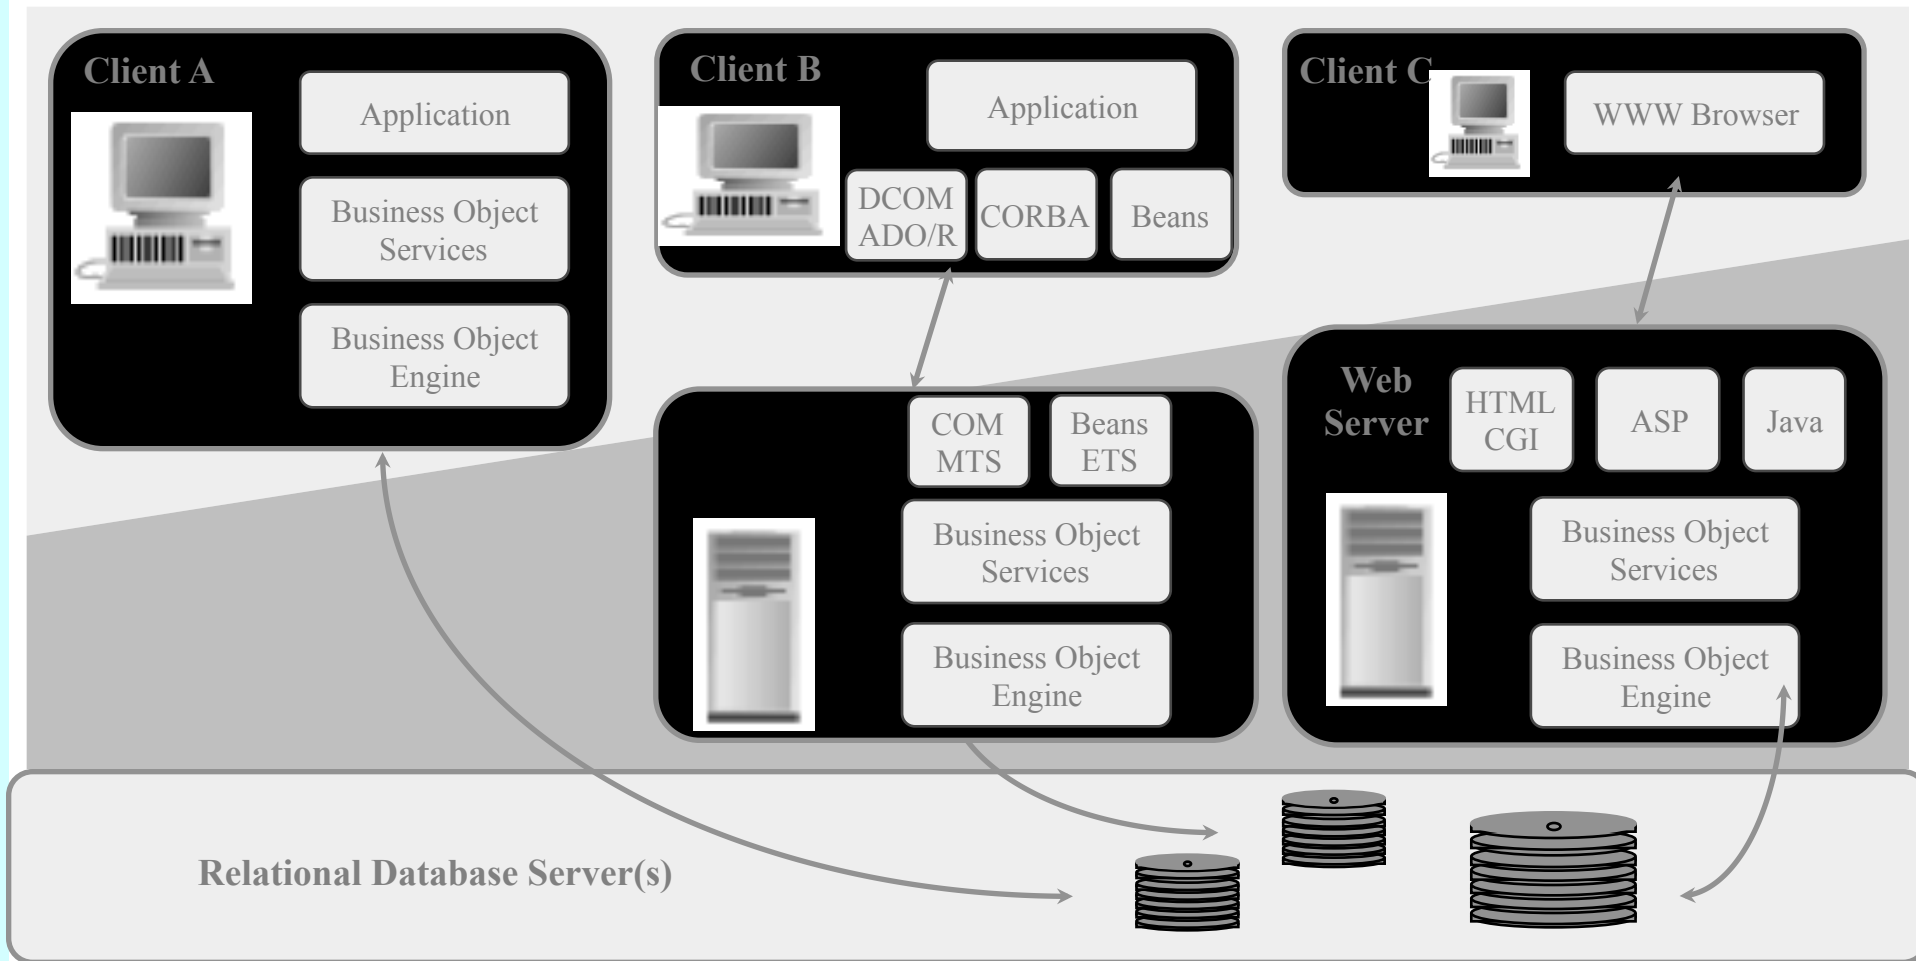 Client A
Application
Business Object
Services
Business Object
Engine
Client B
Application
DCOM
ADO/R
CORBA
Beans
Client C
WWW Browser
COM
MTS
Beans
ETS
Business Object
Services
Business Object
Engine
Web
Server
HTML
CGI
ASP
Java
Business Object
Services
Business Object
Engine
Relational Database Server(s)